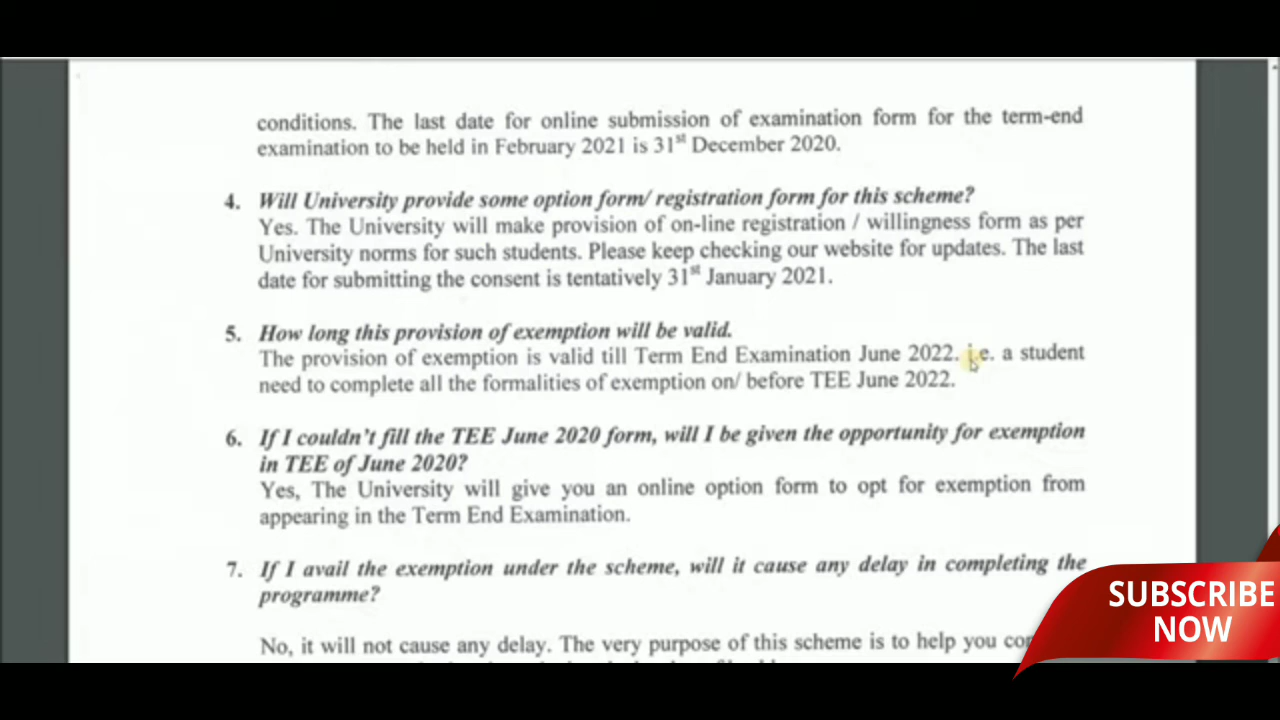 conditions. The last date for online submission of examination form for the term-end
examination to be held in February 2021 is 31st December 2020.
4. Will University provide some option form/ registration form for this scheme?
Yes. The University will make provision of on-line registration / willingness form as per
University norms for such students. Please keep checking our website for updates. The last
date for submitting the consent is tentatively 31st January 2021.
5. How long this provision of exemption will be valid.
The provision of exemption is valid till Term End Examination June 2022. i.e. a student
need to complete all the formalities of exemption on/ before TEE June 2022.
6. If I couldn't fill the TEE June 2020 form, will I be given the opportunity for exemption
in TEE of June 2020?
Yes, The University will give you an online option form to opt for exemption from
appearing in the Term End Examination.
7. If I avail the exemption under the scheme, will it cause any delay in completing the
programme?
No, it will not cause any delay. The very purpose of this scheme is to help you
SUBSCRIBE
NOW